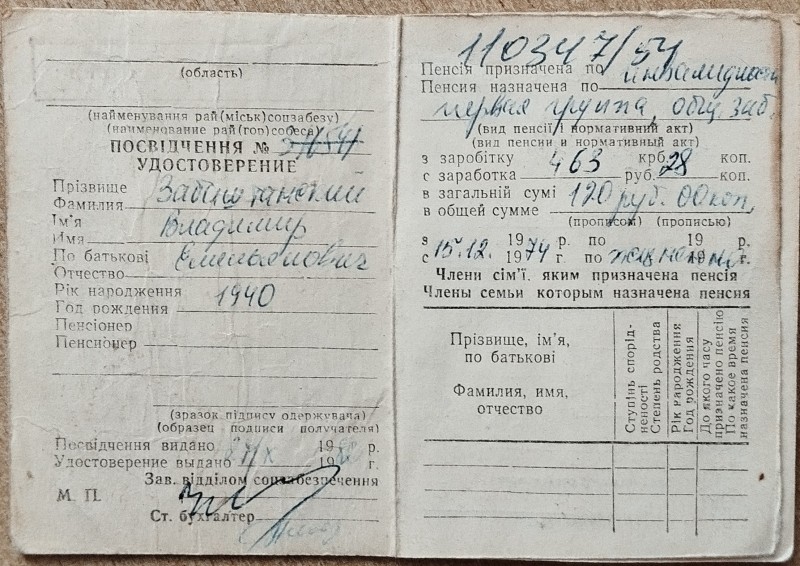 (область)
(найменування рай(міськ)соцзабезу)
(наименование рай(гор)собеса)
ПОСВІДЧЕННЯ №
УДОСТОВЕРЕНИЕ
Прізвище
Фамилия
Ім'я Владимир
Имя
По батькові Емельянович
Отчество
Рік народження 1940
Год рождения
Пенсіонер
Пенсионер
(зразок підпису одержувача)
(образец подписи получателя)
Посвідчення видано 19 р.
Удостоверение выдано 19 г.
Зав. відділом соцзабезпечення
М. П.
Ст. бухгалтер
110347/54
Пенсія призначена по инвалидности
Пенсия назначена по
первая группа, общ. заб.
(вид пенсії і нормативний акт)
(вид пенсии и нормативный акт)
з заробітку 463 крб. 28 коп.
с заработка руб. коп.
в загальній сумі 120 руб. 00 коп.
в общей сумме
(прописом) (прописью)
з 15.12. 1974 р. по пожизненно 19 р.
с 19 г. по 19 г.
Члени сім'ї, яким призначена пенсія
Члены семьи которым назначена пенсия
Прізвище, ім'я,
по батькові
Фамилия, имя,
отчество
Ступінь спорід-
неності
Степень родства
Рік народження
Год рождения
До якого часу
призначено пенсію
По какое время
назначена пенсия